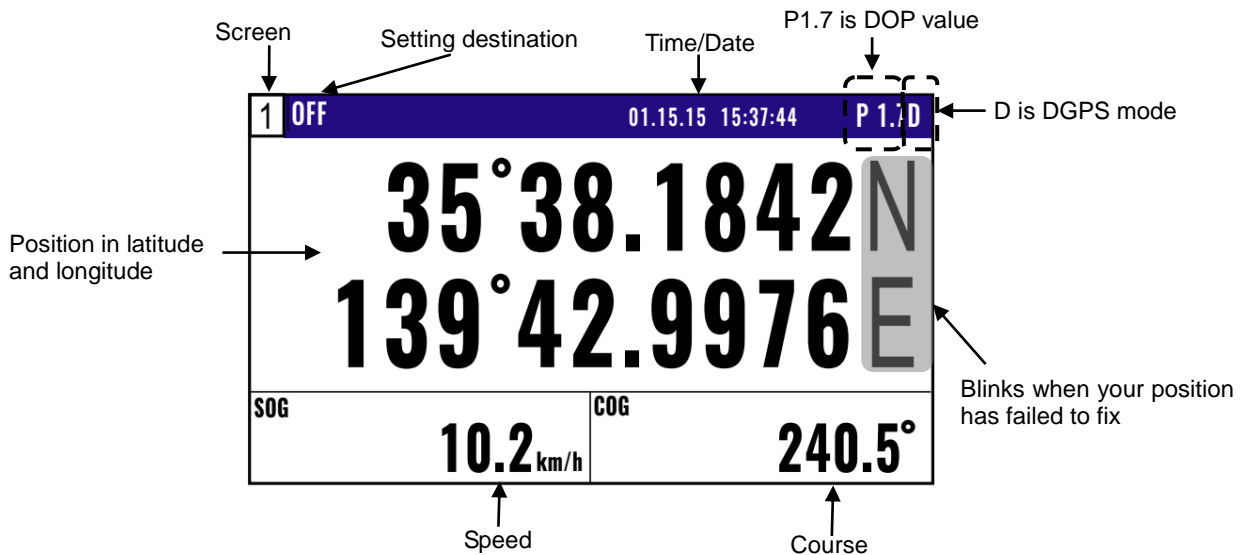 P1.7 is DOP value
Screen
Setting destination
Time/Date
1 OFF 01.15.15 15:37:44 P 1.7D
D is DGPS mode
35°38.1842N
Position in latitude
and longitude
139°42.9976E
Blinks when your position
has failed to fix
SOG
10.2km/h
COG
240.5°
Speed
Course